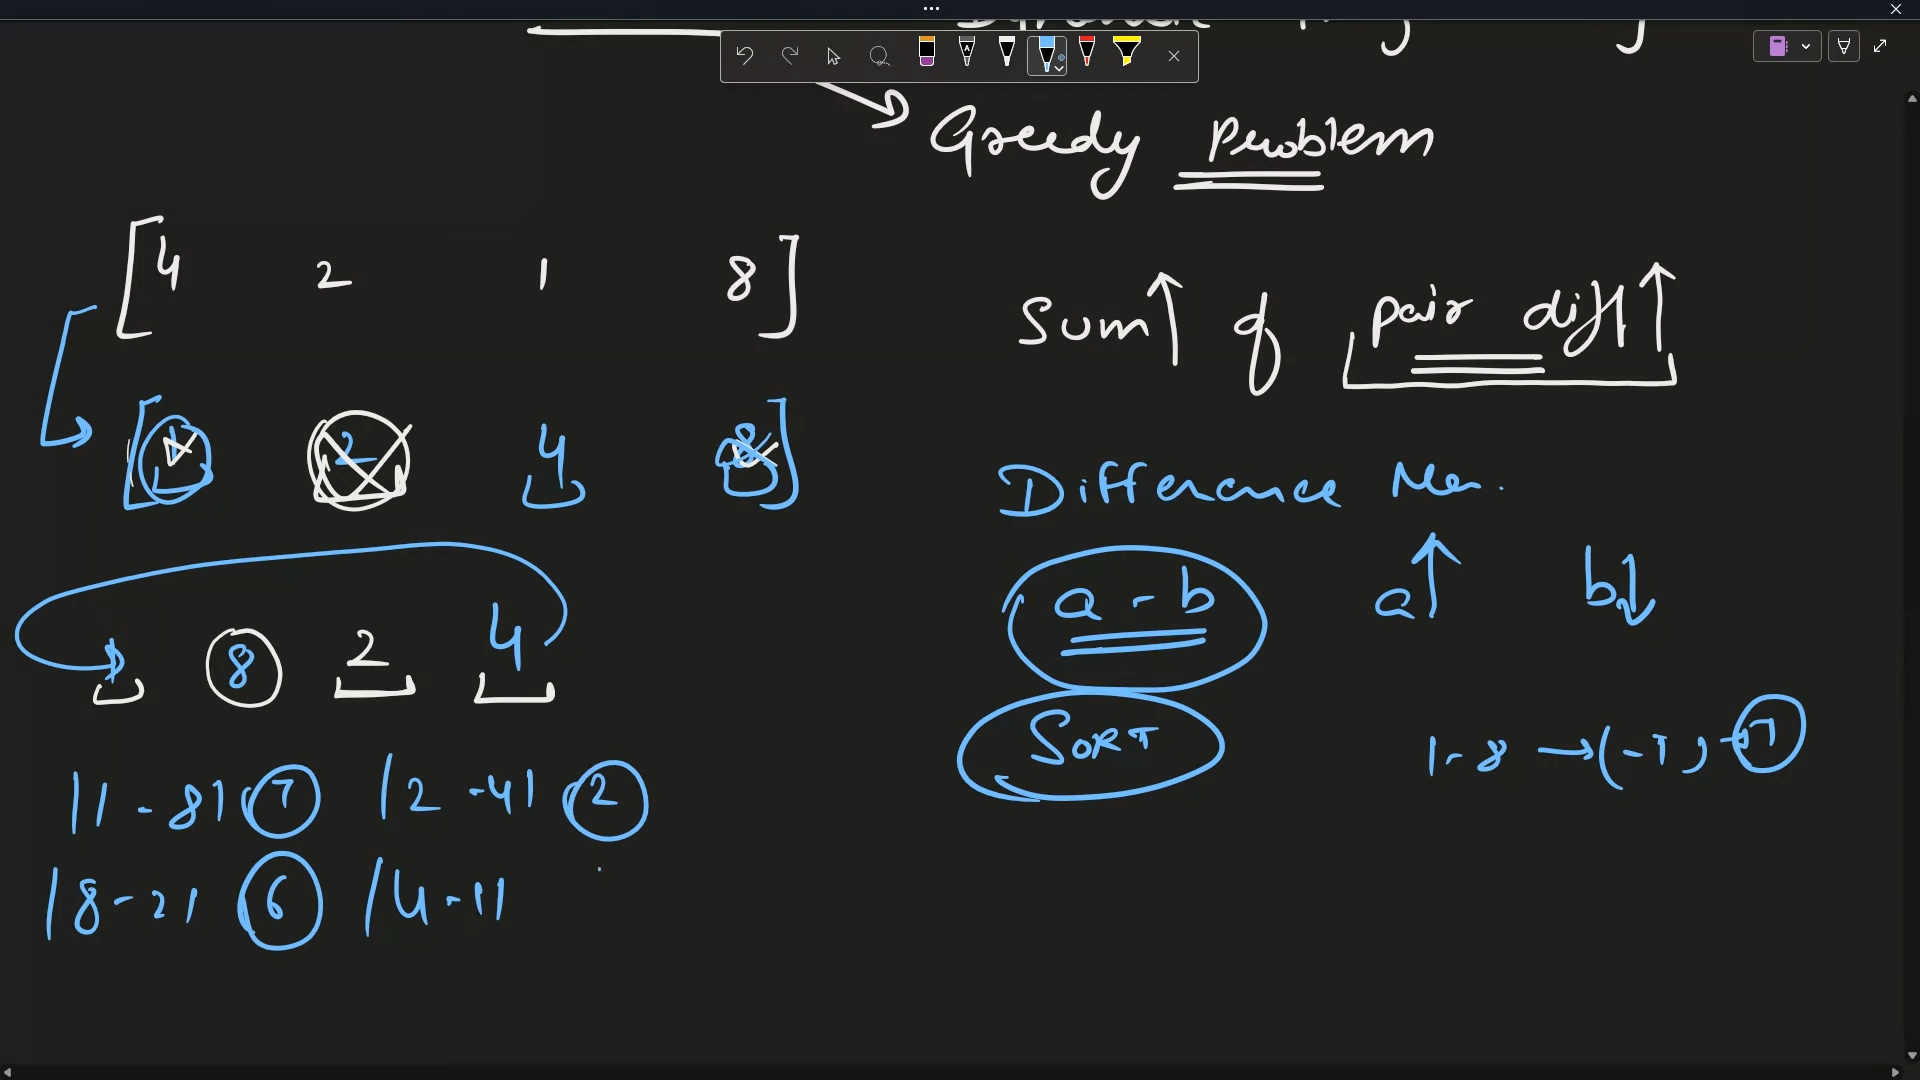 Greedy Problem
[4 2 1 8]
Sum↑ of pair diff↑
[1 2 4 8]
Difference
a - b a↑ b↓
1 8 2 4
SORT
1-8 → (-7) → 7
|1-8| 7 |2-4| 2
|8-2| 6 |4-1|